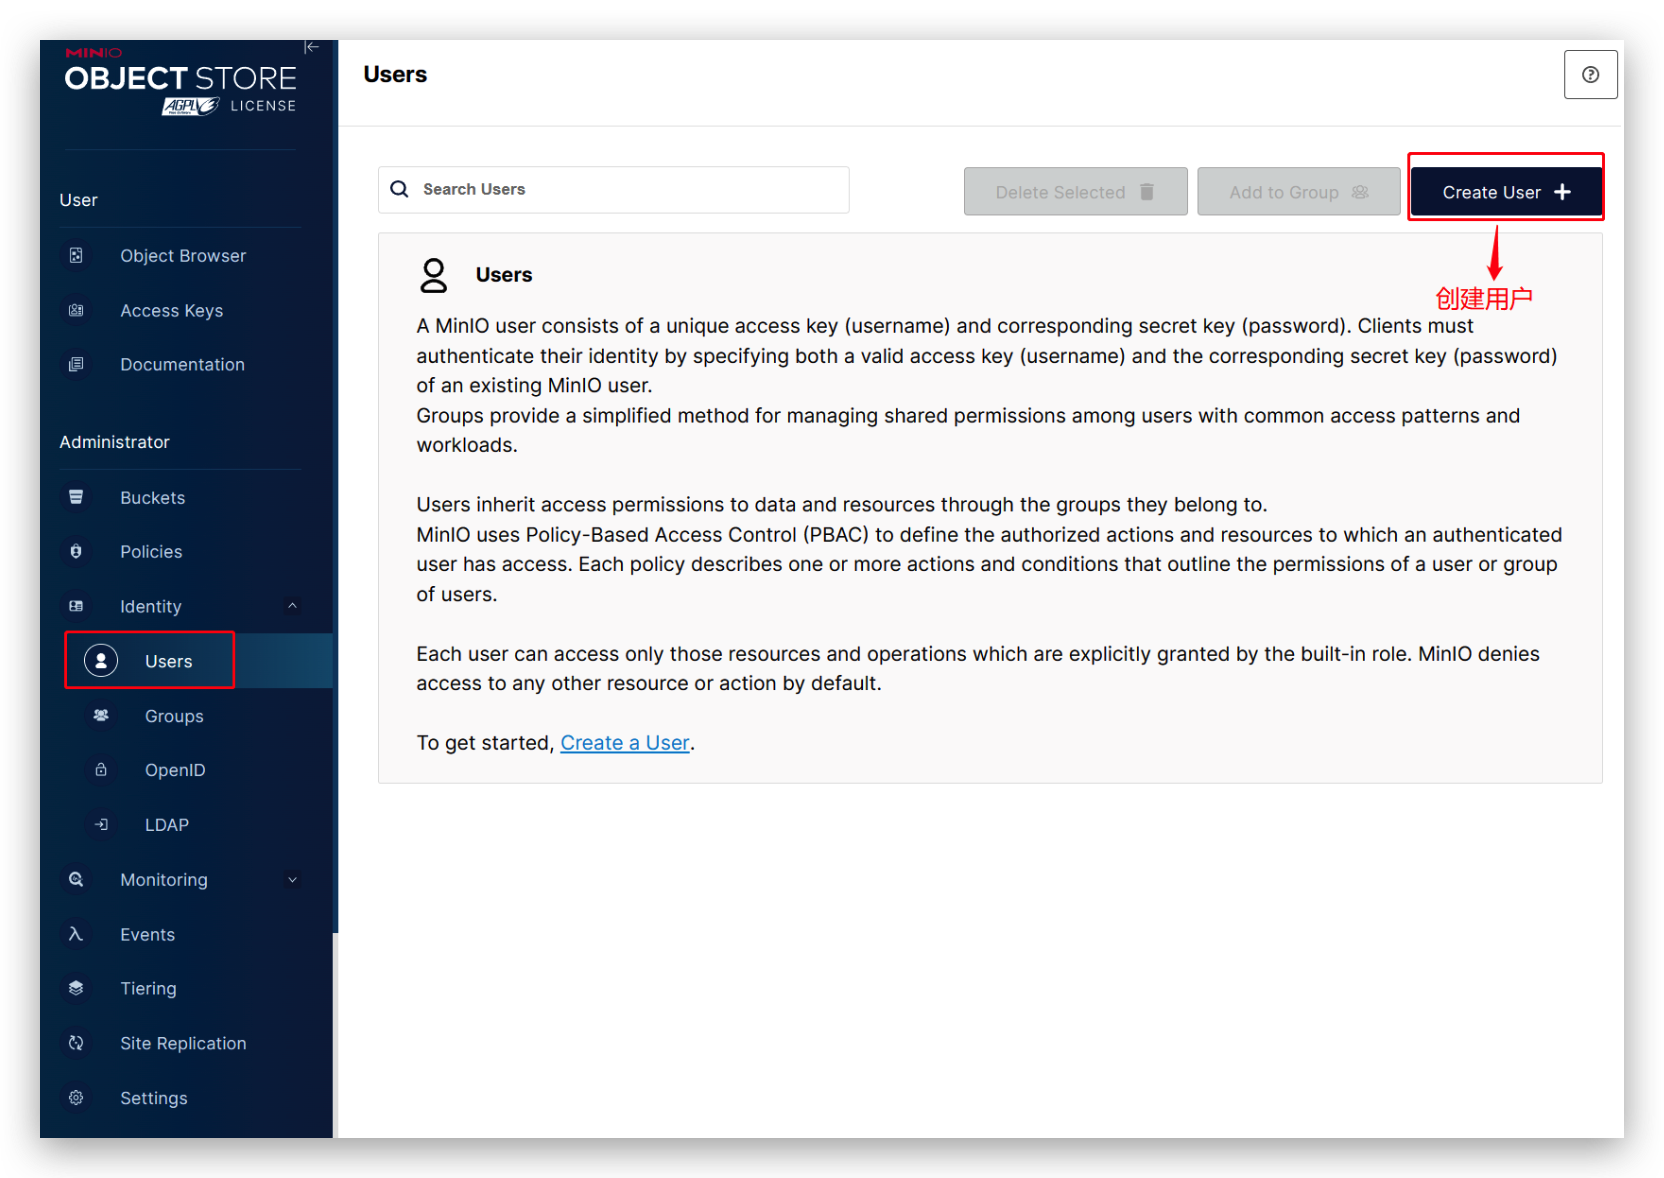 MINIO
OBJECT STORE
AGPL v3 LICENSE
User
Object Browser
Access Keys
Documentation
Administrator
Buckets
Policies
Identity
Users
Groups
OpenID
LDAP
Monitoring
Events
Tiering
Site Replication
Settings
Users
Search Users
Delete Selected
Add to Group
Create User
创建用户
Users
A MinIO user consists of a unique access key (username) and corresponding secret key (password). Clients must
authenticate their identity by specifying both a valid access key (username) and the corresponding secret key (password)
of an existing MinIO user.
Groups provide a simplified method for managing shared permissions among users with common access patterns and
workloads.
Users inherit access permissions to data and resources through the groups they belong to.
MinIO uses Policy-Based Access Control (PBAC) to define the authorized actions and resources to which an authenticated
user has access. Each policy describes one or more actions and conditions that outline the permissions of a user or group
of users.
Each user can access only those resources and operations which are explicitly granted by the built-in role. MinIO denies
access to any other resource or action by default.
To get started, Create a User.